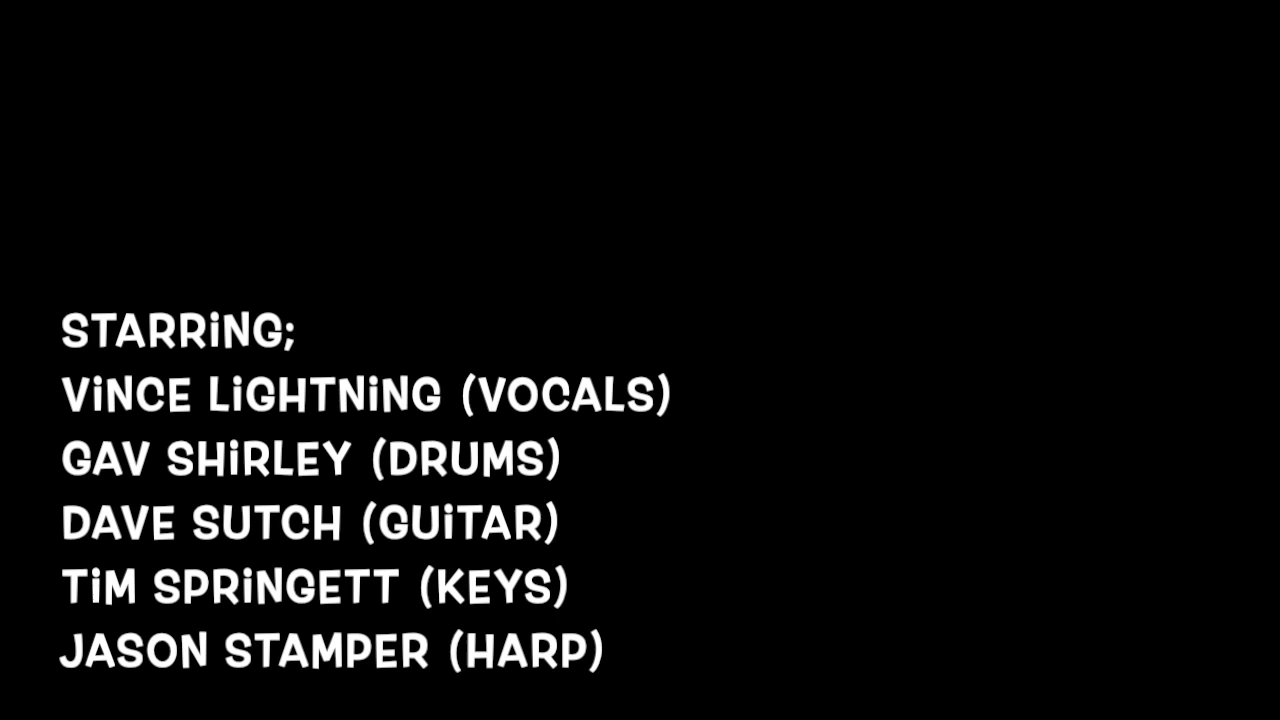 STARRiNG;
ViNCE LiGHTNiNG (VOCALS)
GAV SHiRLEY (DRUMS)
DAVE SUTCH (GUiTAR)
TiM SPRiNGETT (KEYS)
JASON STAMPER (HARP)